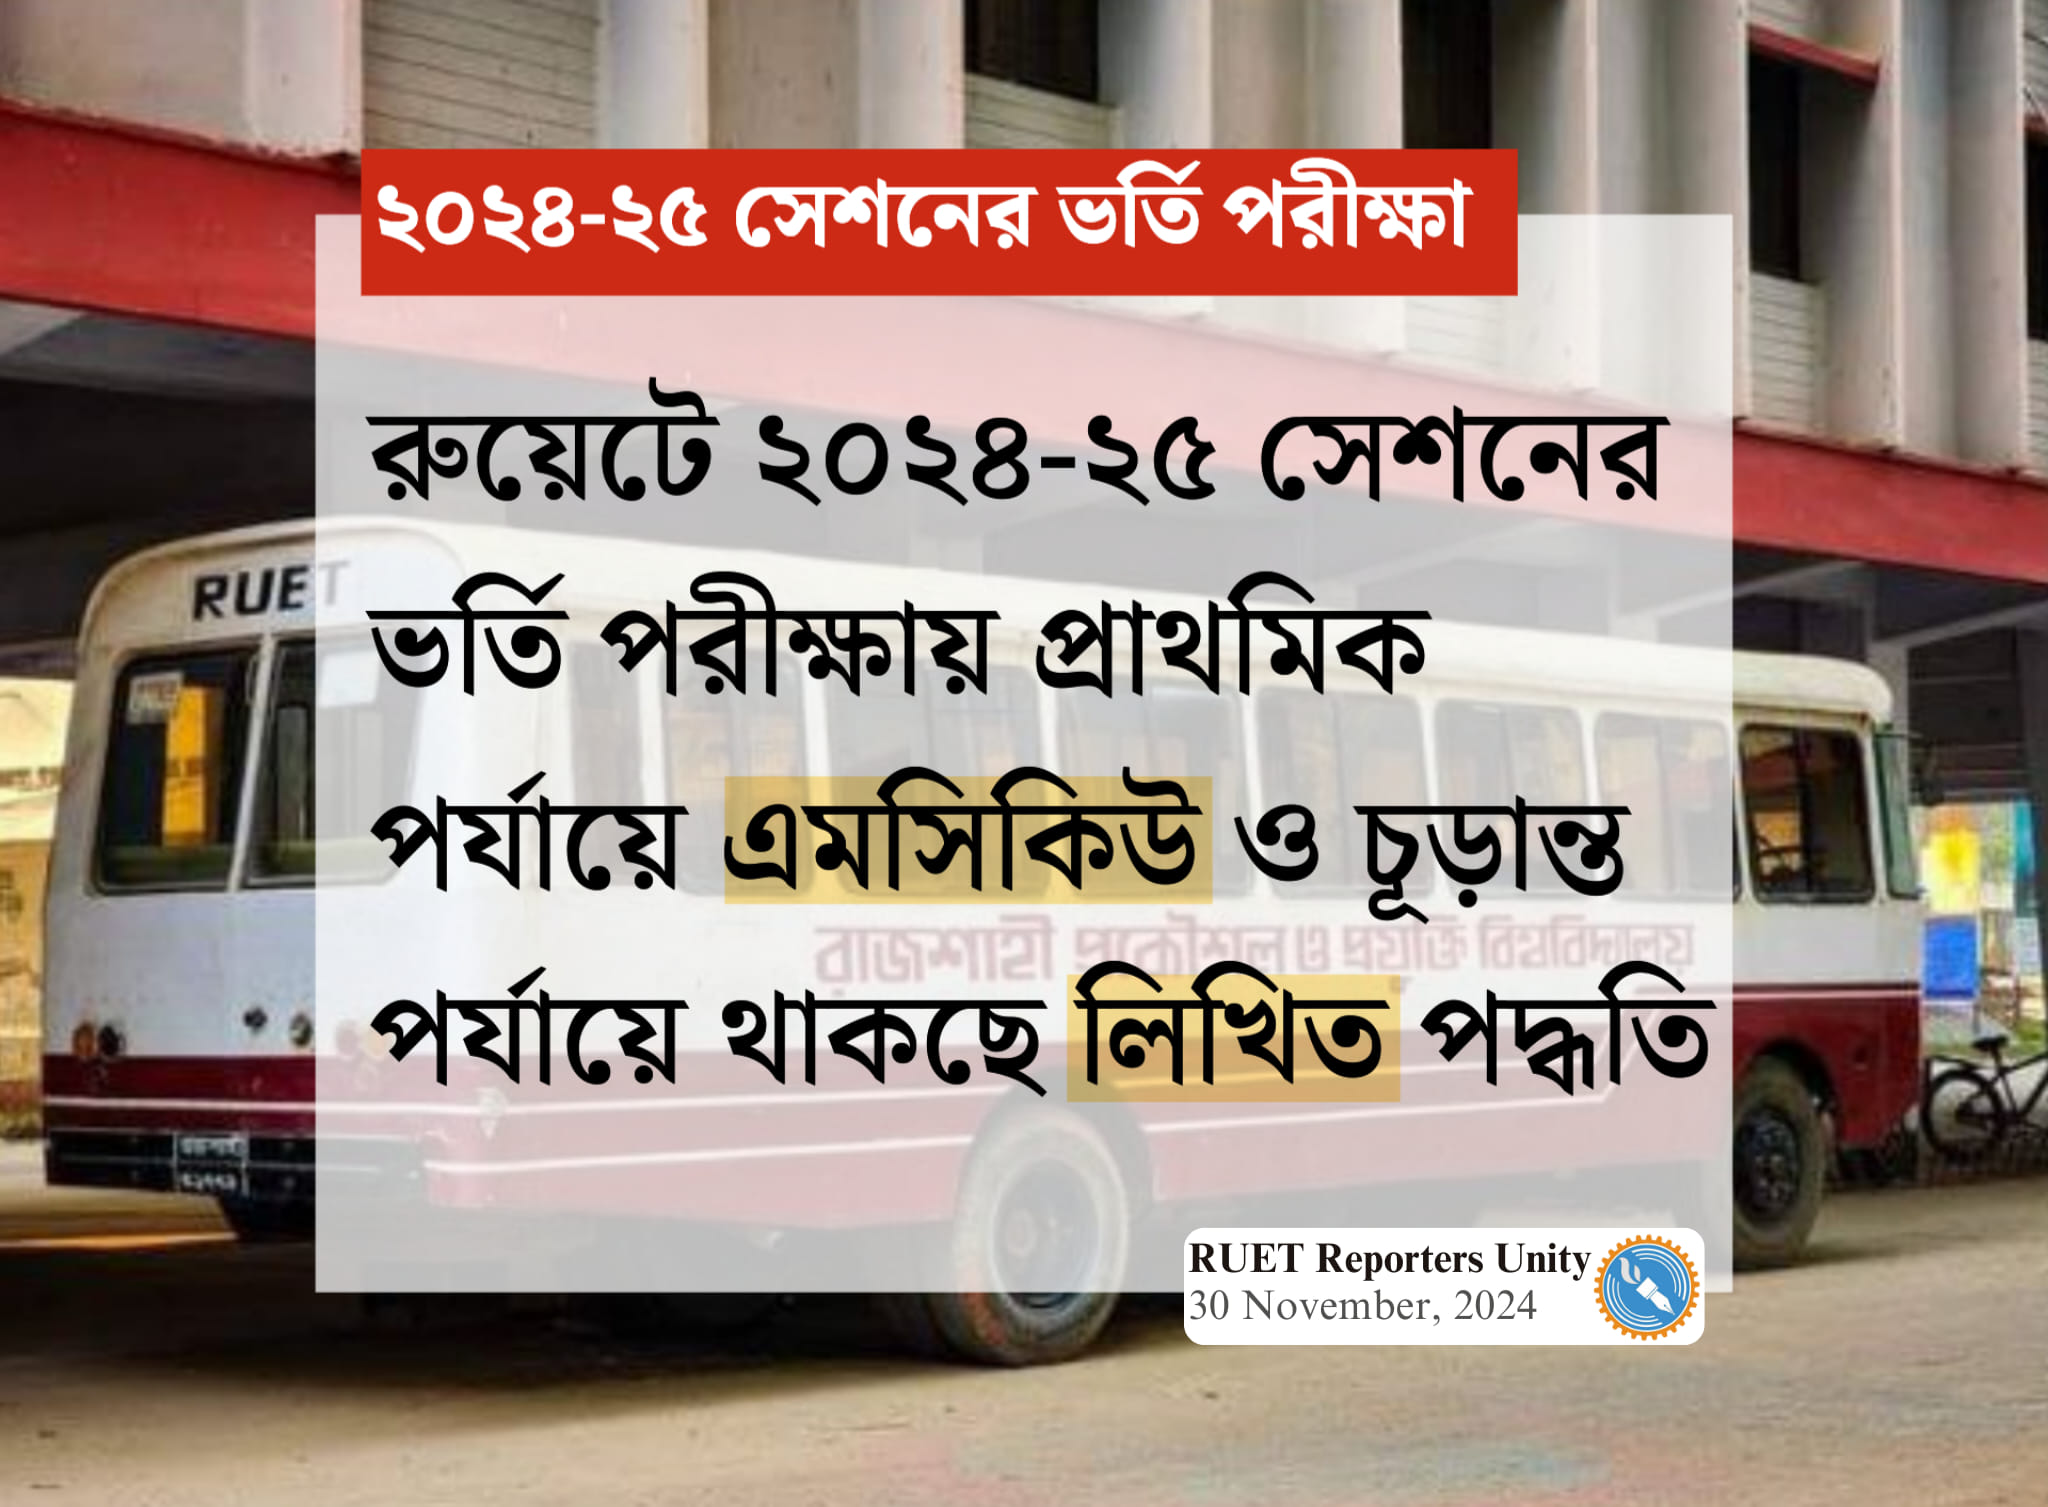 ২০২৪-২৫ সেশনের ভর্তি পরীক্ষা
রুয়েটে ২০২৪-২৫ সেশনের
ভর্তি পরীক্ষায় প্রাথমিক
পর্যায়ে এমসিকিউ ও চূড়ান্ত
পর্যায়ে থাকছে লিখিত পদ্ধতি
RUET
রাজশাহী প্রকৌশল ও প্রযুক্তি বিশ্ববিদ্যালয়
RUET Reporters Unity
30 November, 2024